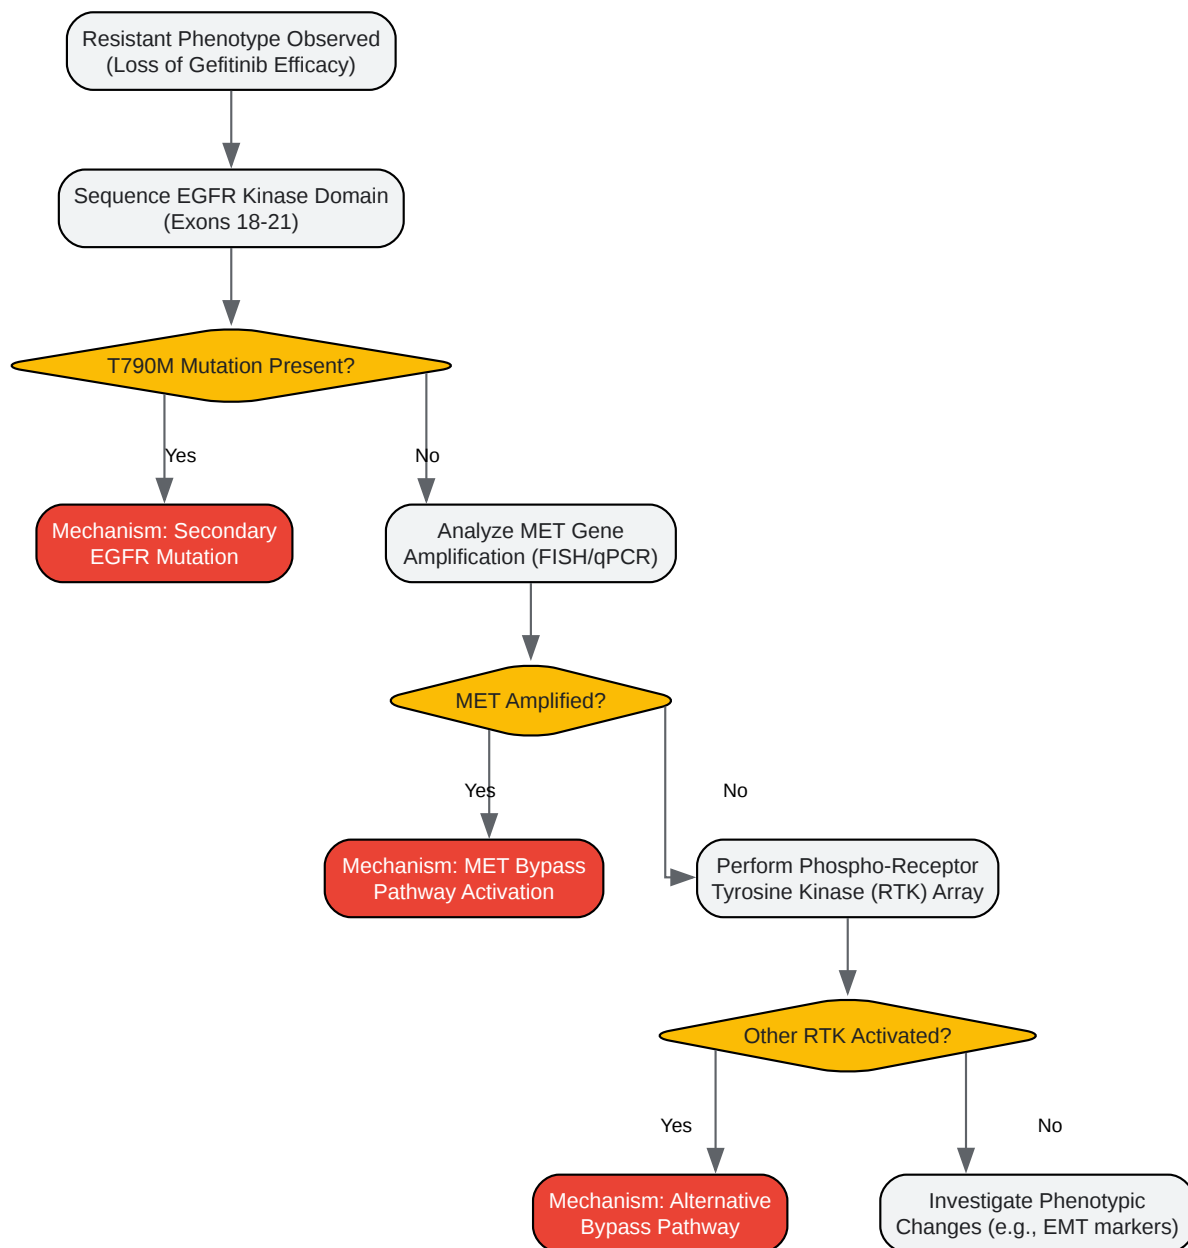 Resistant Phenotype Observed
(Loss of Gefitinib Efficacy)
Sequence EGFR Kinase Domain
(Exons 18-21)
T790M Mutation Present?
Yes
No
Mechanism: Secondary
EGFR Mutation
Analyze MET Gene
Amplification (FISH/qPCR)
MET Amplified?
Yes
No
Mechanism: MET Bypass
Pathway Activation
Perform Phospho-Receptor
Tyrosine Kinase (RTK) Array
Other RTK Activated?
Yes
No
Mechanism: Alternative
Bypass Pathway
Investigate Phenotypic
Changes (e.g., EMT markers)